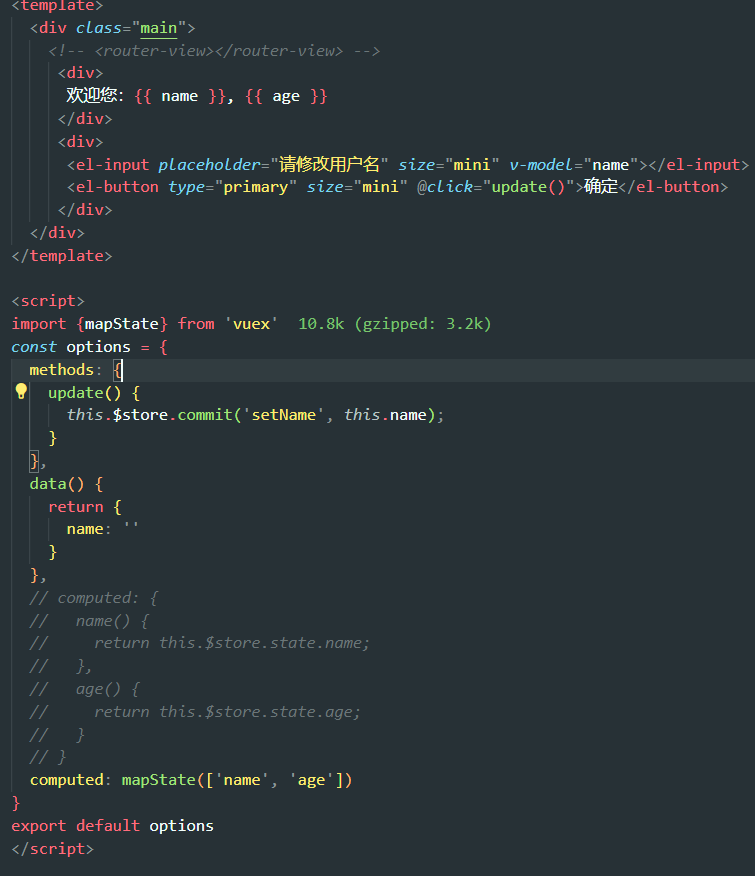 <template>
<div class="main">
<!-- <router-view></router-view> -->
<div>
欢迎您: {{ name }}, {{ age }}
</div>
<div>
<el-input placeholder="请修改用户名" size="mini" v-model="name"></el-input>
<el-button type="primary" size="mini" @click="update()">确定</el-button>
</div>
</div>
</template>
<script>
import {mapState} from 'vuex' 10.8k (gzipped: 3.2k)
const options = {
methods: {
update() {
this.$store.commit('setName', this.name);
}
},
data() {
return {
name: ''
}
},
// computed: {
// name() {
// return this.$store.state.name;
// },
// age() {
// return this.$store.state.age;
// }
// }
computed: mapState(['name', 'age'])
}
export default options
</script>